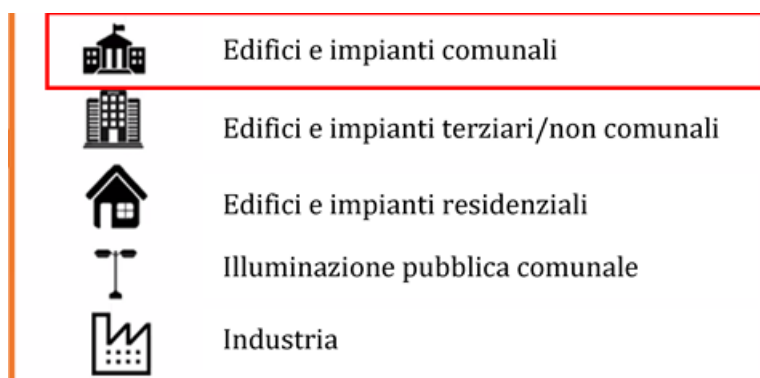 Edifici e impianti comunali
Edifici e impianti terziari/non comunali
Edifici e impianti residenziali
Illuminazione pubblica comunale
Industria